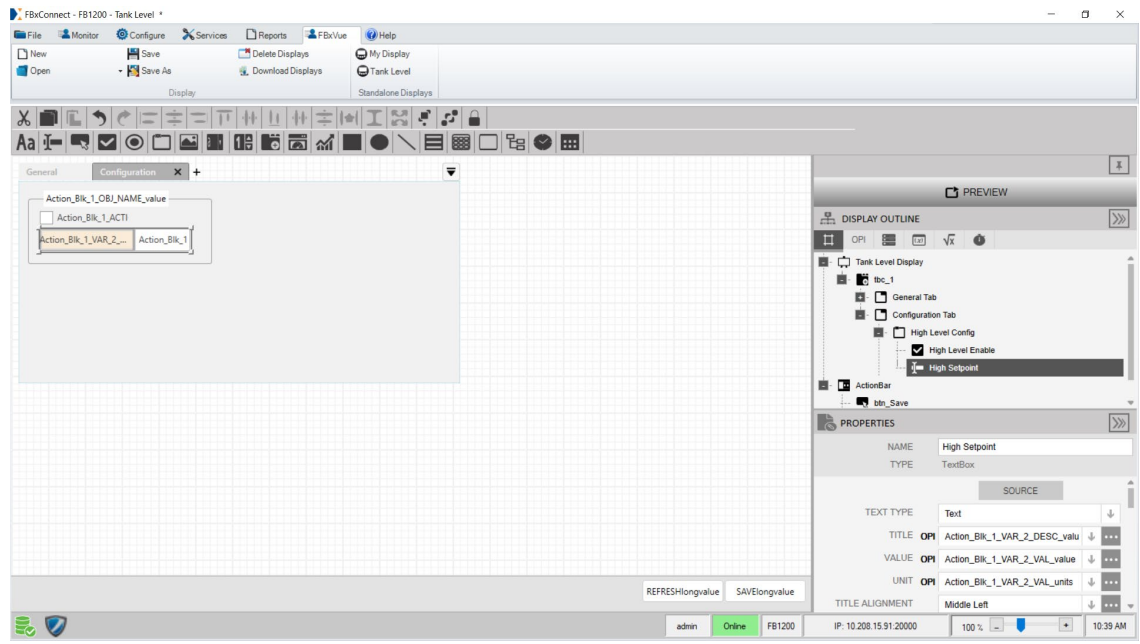 FBxConnect - FB1200 - Tank Level *
File Monitor Configure Services Reports FBxVue Help
New Save Delete Displays My Display
Open Save As Download Displays Tank Level
Display Standalone Displays
Aa
General Configuration X +
Action_Blk_1_OBJ_NAME_value
Action_Blk_1_ACTI
Action_Blk_1_VAR_2_... Action_Blk_1
PREVIEW
DISPLAY OUTLINE
OPI
Tank Level Display
tbc_1
General Tab
Configuration Tab
High Level Config
High Level Enable
High Setpoint
ActionBar
btn_Save
PROPERTIES
NAME High Setpoint
TYPE TextBox
SOURCE
TEXT TYPE Text
TITLE OPI Action_Blk_1_VAR_2_DESC_valu
VALUE OPI Action_Blk_1_VAR_2_VAL_value
UNIT OPI Action_Blk_1_VAR_2_VAL_units
TITLE ALIGNMENT Middle Left
REFRESHlongvalue SAVElongvalue
admin Online FB1200 IP: 10.208.15.91:20000 100 % - + 10:39 AM